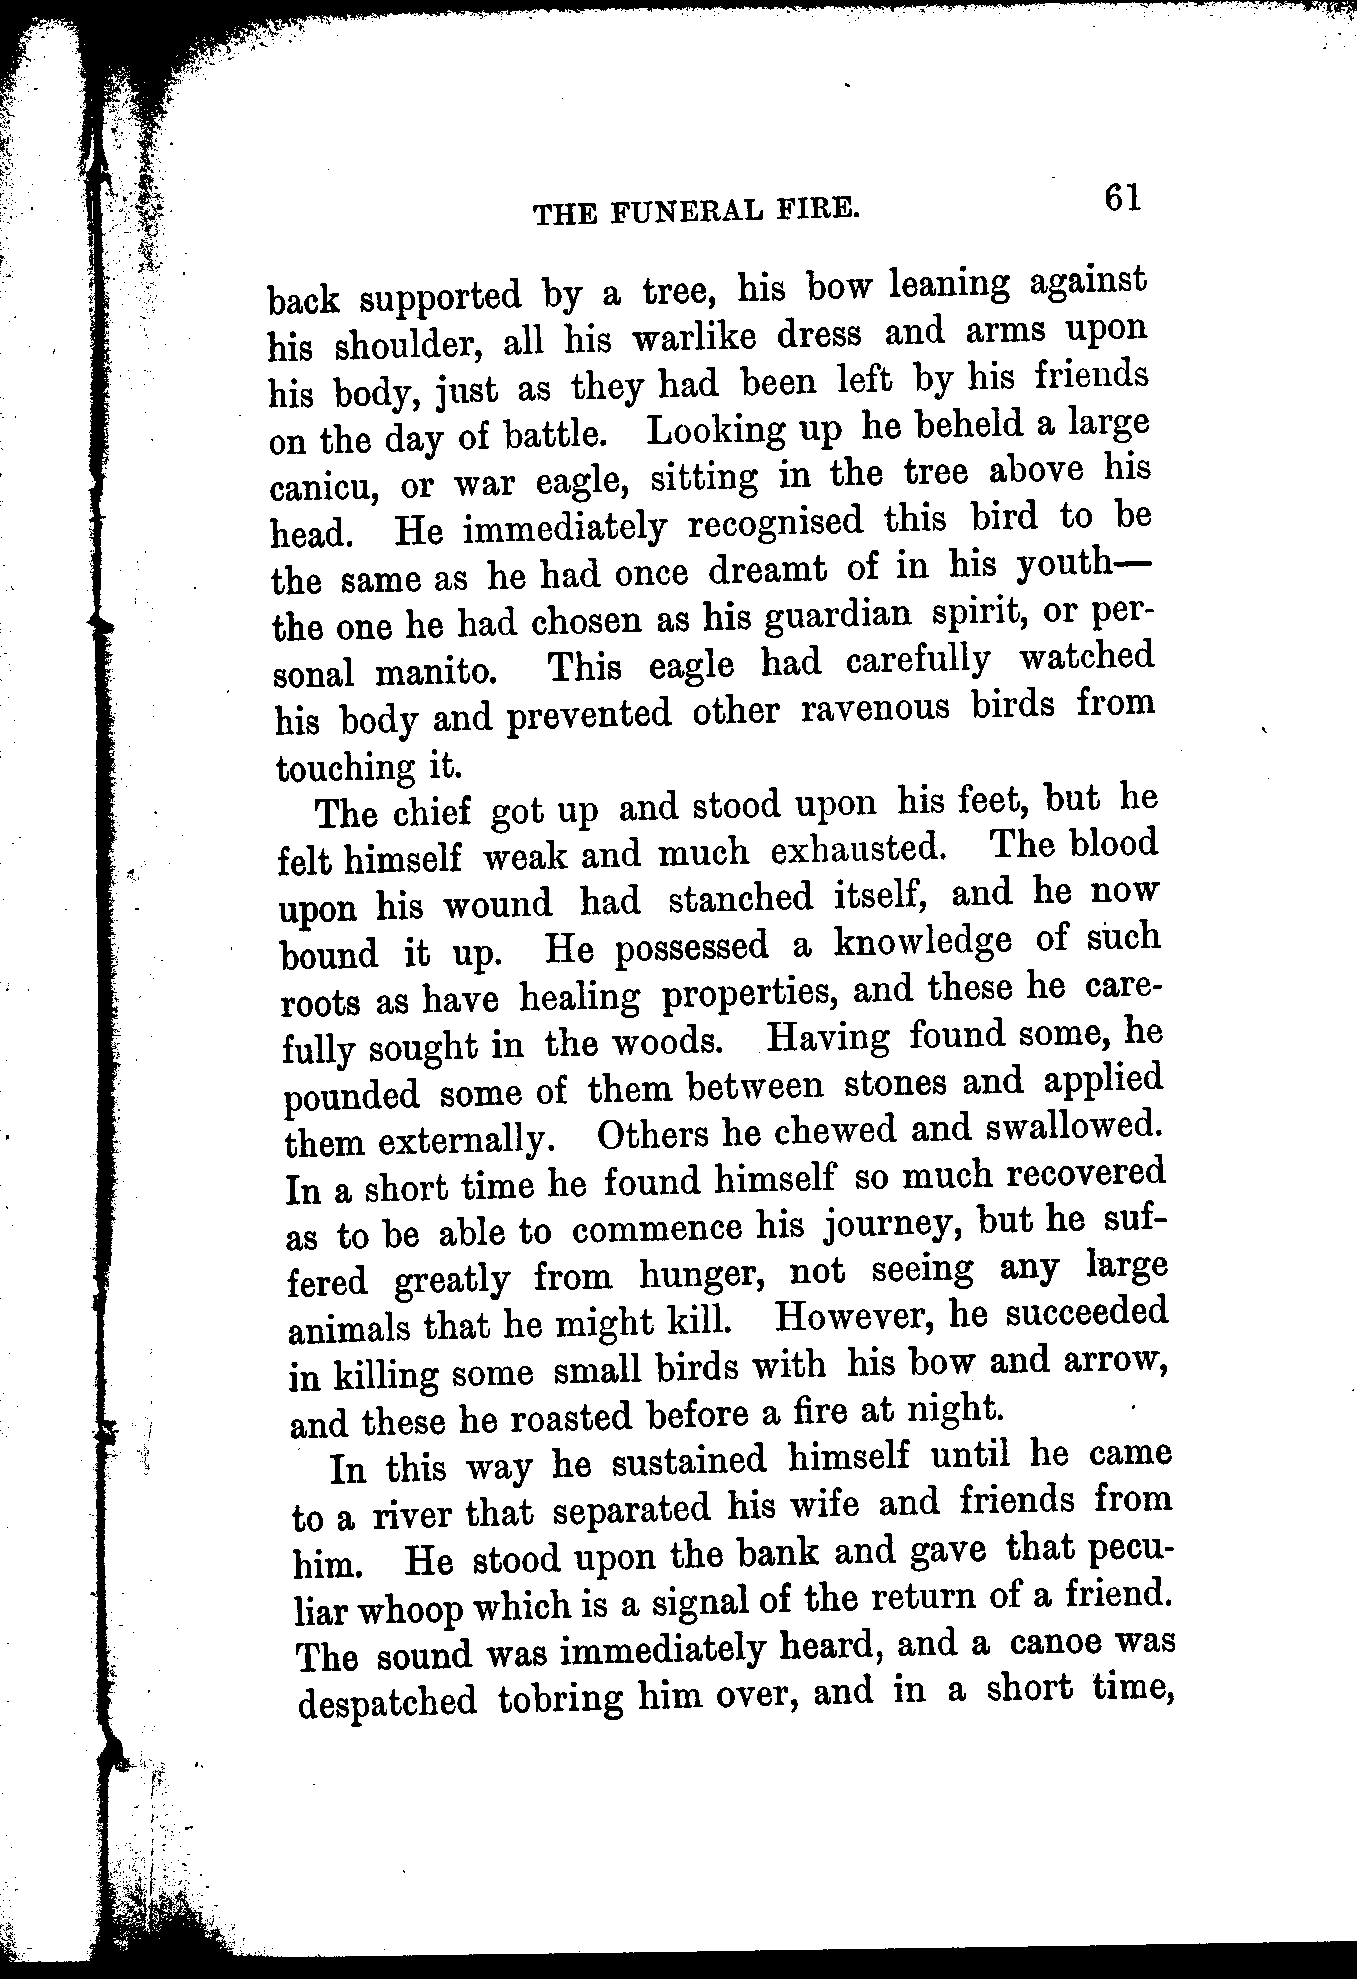 THE FUNERAL FIRE. 61
back supported by a tree, his bow leaning against
his shoulder, all his warlike dress and arms upon
his body, just as they had been left by his friends
on the day of battle. Looking up he beheld a large
canicu, or war eagle, sitting in the tree above his
head. He immediately recognised this bird to be
the same as he had once dreamt of in his youth—
the one he had chosen as his guardian spirit, or per-
sonal manito. This eagle had carefully watched
his body and prevented other ravenous birds from
touching it.
The chief got up and stood upon his feet, but he
felt himself weak and much exhausted. The blood
upon his wound had stanched itself, and he now
bound it up. He possessed a knowledge of such
roots as have healing properties, and these he care-
fully sought in the woods. Having found some, he
pounded some of them between stones and applied
them externally. Others he chewed and swallowed.
In a short time he found himself so much recovered
as to be able to commence his journey, but he suf-
fered greatly from hunger, not seeing any large
animals that he might kill. However, he succeeded
in killing some small birds with his bow and arrow,
and these he roasted before a fire at night.
In this way he sustained himself until he came
to a river that separated his wife and friends from
him. He stood upon the bank and gave that pecu-
liar whoop which is a signal of the return of a friend.
The sound was immediately heard, and a canoe was
despatched tobring him over, and in a short time,